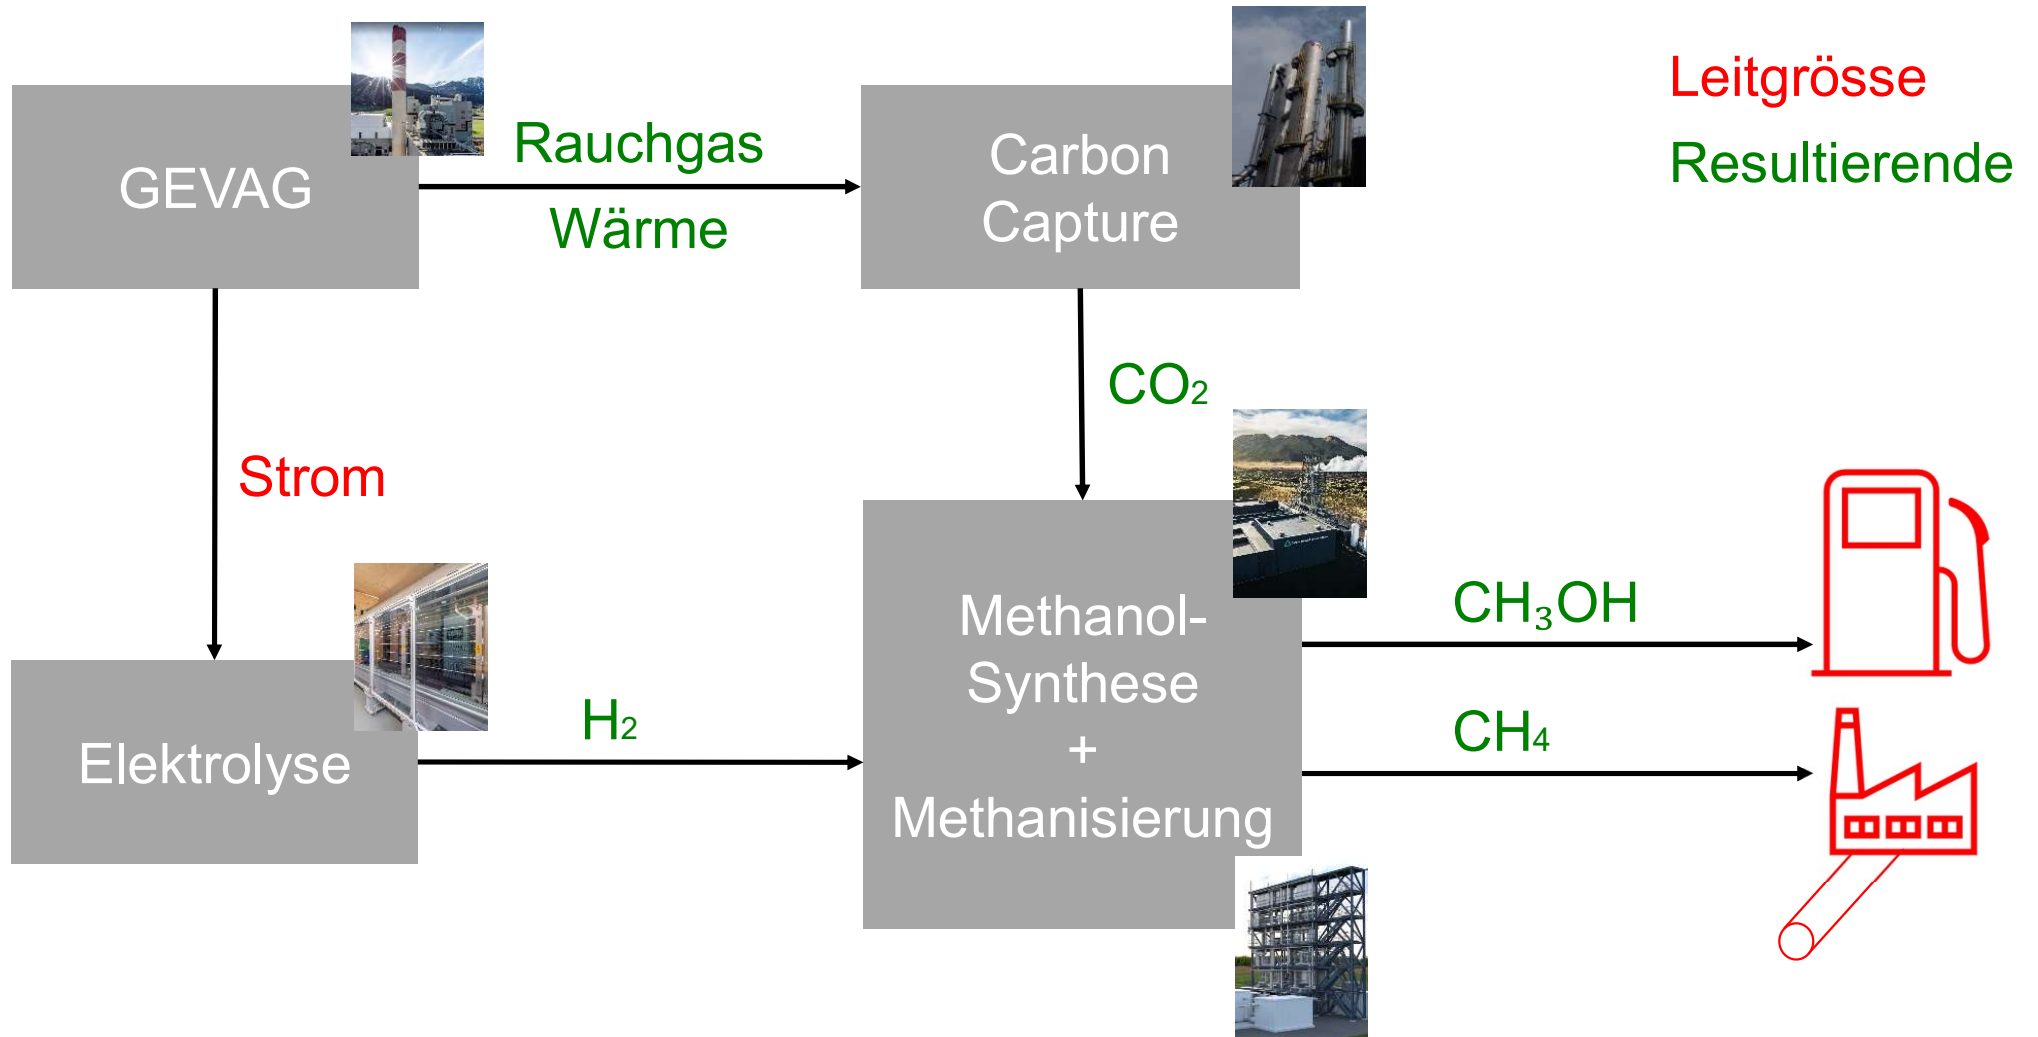 Leitgrösse
Resultierende
GEVAG
Rauchgas
Wärme
Carbon
Capture
CO₂
Strom
Elektrolyse
H₂
Methanol-
Synthese
+
Methanisierung
CH₃OH
CH₄